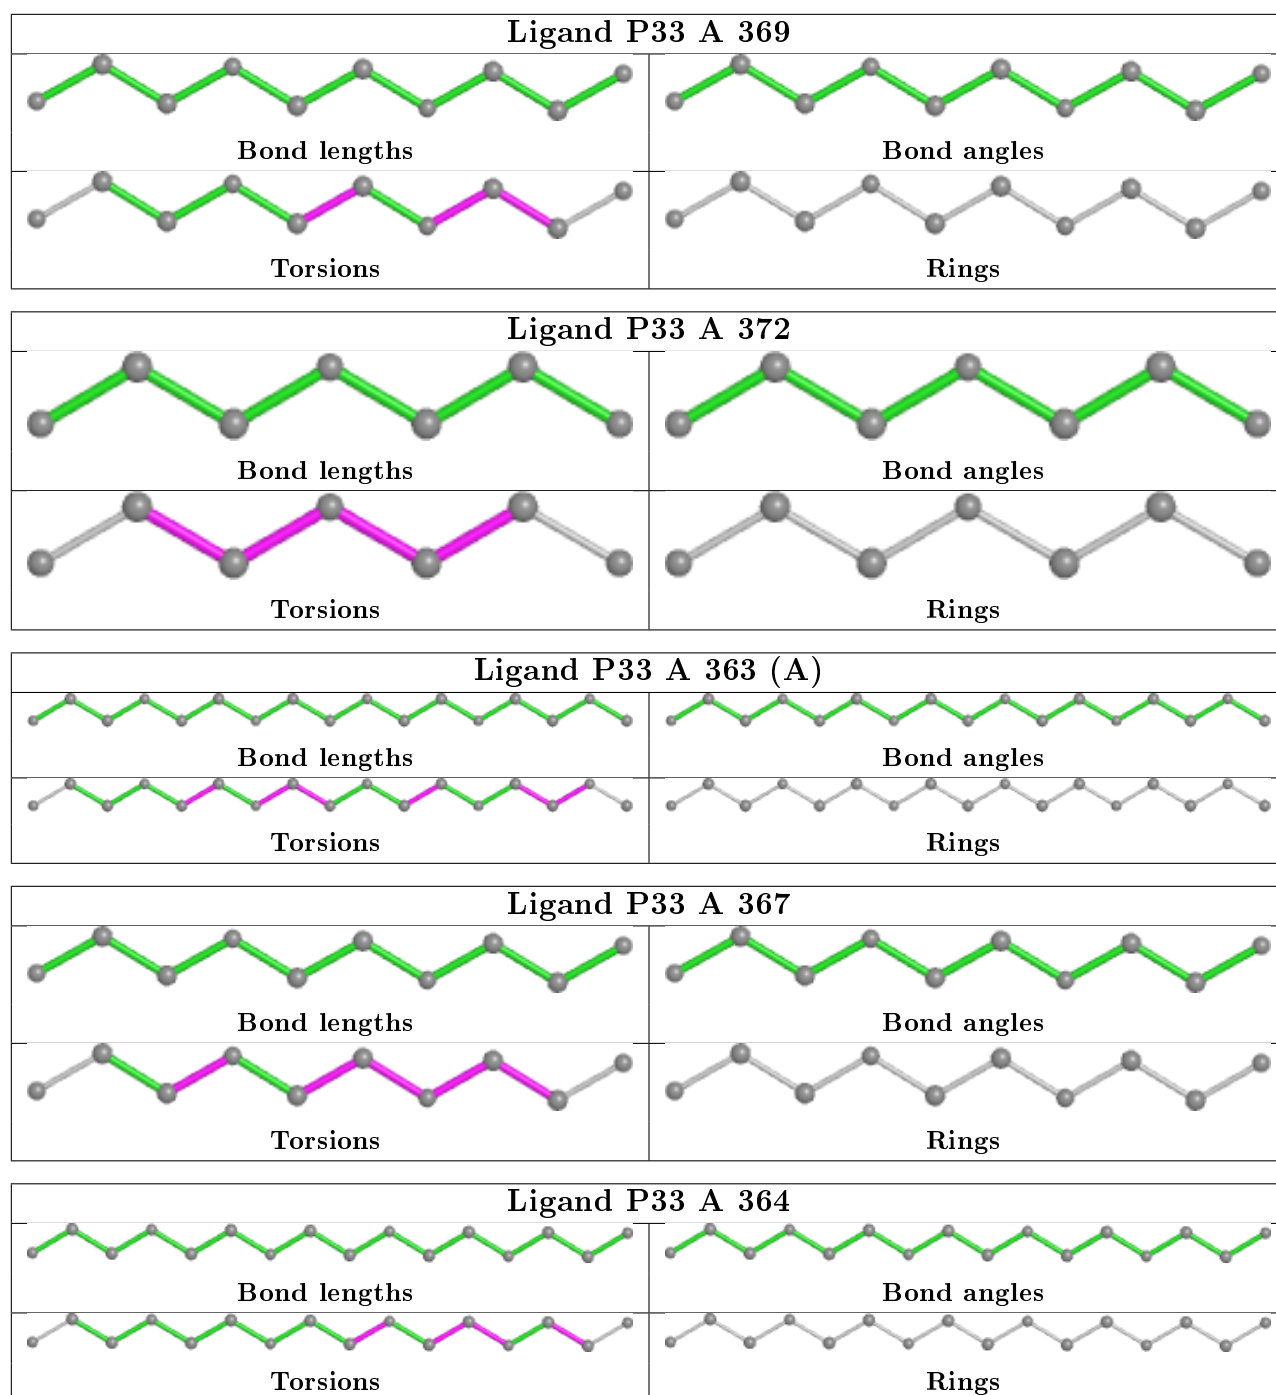 Ligand P33 A 369
Bond lengths
Bond angles
Torsions
Rings
Ligand P33 A 372
Bond lengths
Bond angles
Torsions
Rings
Ligand P33 A 363 (A)
Bond lengths
Bond angles
Torsions
Rings
Ligand P33 A 367
Bond lengths
Bond angles
Torsions
Rings
Ligand P33 A 364
Bond lengths
Bond angles
Torsions
Rings